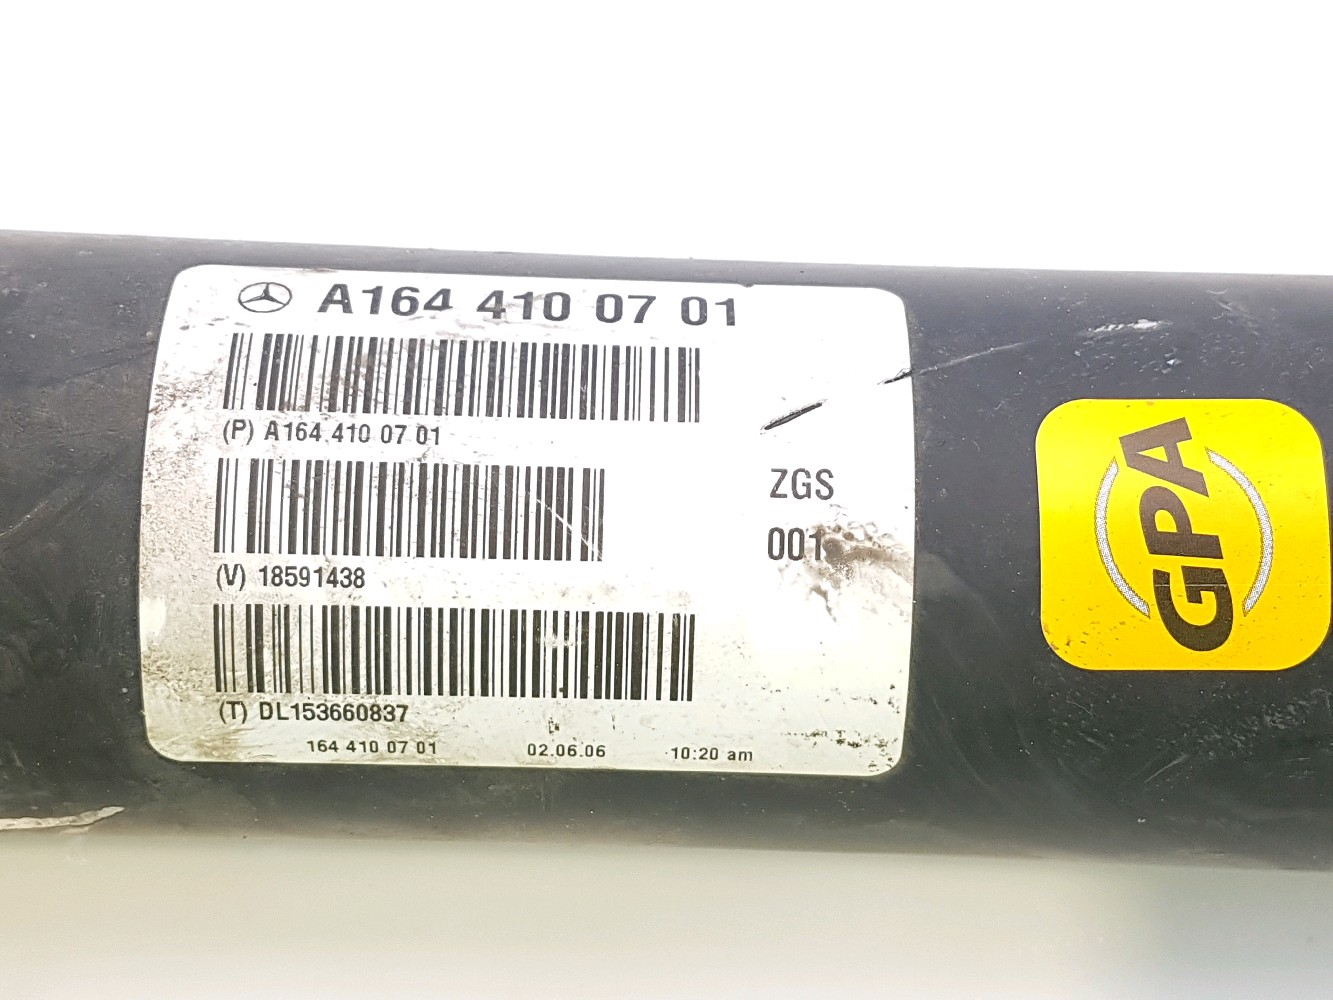 A164 410 07 01
(P) A164 410 07 01
ZGS
001
(V) 18591438
(T) DL153660837
164 410 07 01 02.06.06 10:20 am
GPA